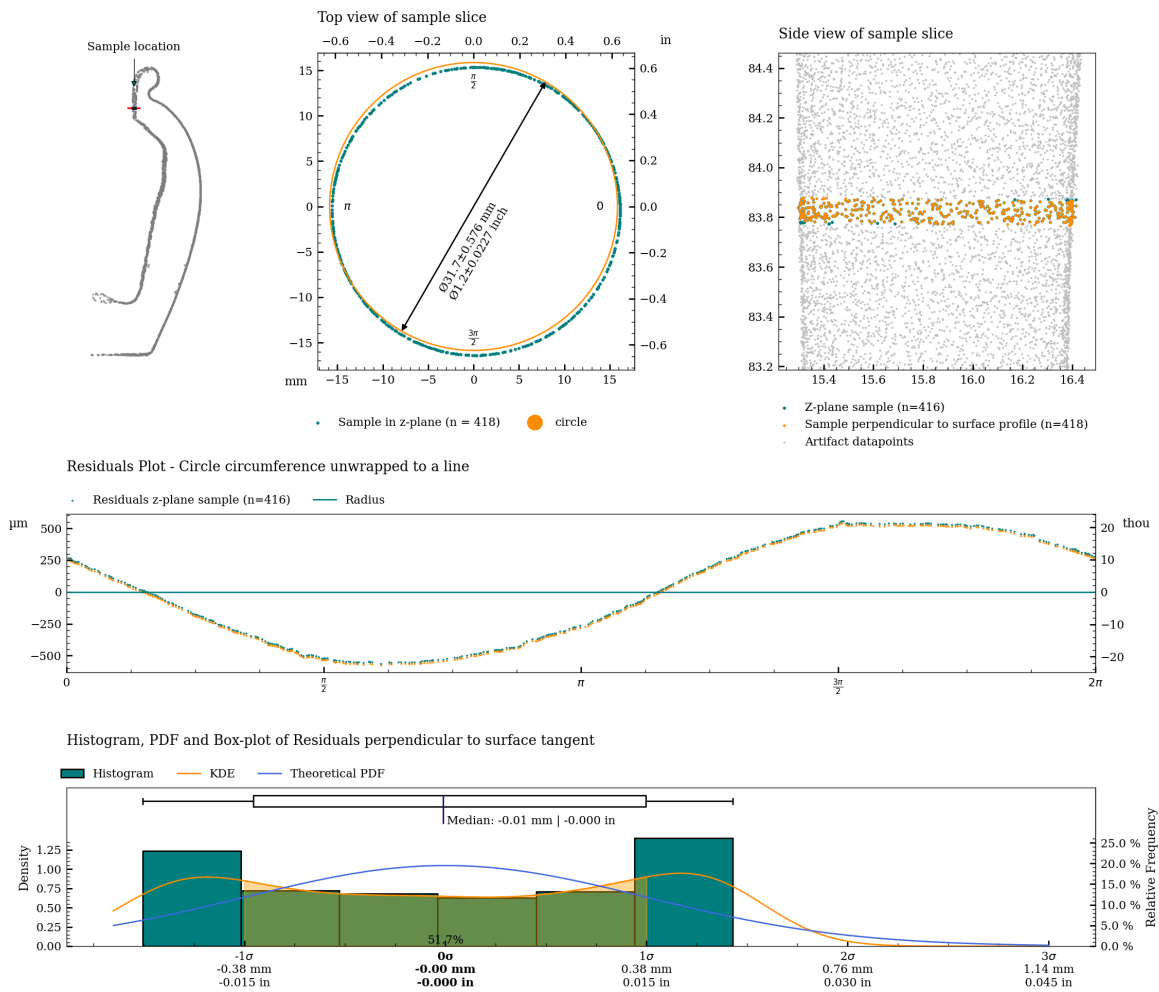 Top view of sample slice
Sample location
−0.6 −0.4 −0.2 0.0 0.2 0.4 0.6 in
15
10
5
0
−5
−10
−15
0.6
0.4
0.2
0.0
−0.2
−0.4
−0.6
π/2
π
0
3π/2
Ø31.7±0.576 mm
Ø1.2±0.0227 inch
mm −15 −10 −5 0 5 10 15
Sample in z-plane (n = 418) circle
Side view of sample slice
84.4
84.2
84.0
83.8
83.6
83.4
83.2
15.4 15.6 15.8 16.0 16.2 16.4
Z-plane sample (n=416)
Sample perpendicular to surface profile (n=418)
Artifact datapoints
Residuals Plot - Circle circumference unwrapped to a line
Residuals z-plane sample (n=416) Radius
µm
500
250
0
−250
−500
thou
20
10
0
−10
−20
0 π/2 π 3π/2 2π
Histogram, PDF and Box-plot of Residuals perpendicular to surface tangent
Histogram KDE Theoretical PDF
Median: -0.01 mm | -0.000 in
Density
1.25
1.00
0.75
0.50
0.25
0.00
25.0 %
20.0 %
15.0 %
10.0 %
5.0 %
0.0 %
Relative Frequency
51.7%
-1σ 0σ 1σ 2σ 3σ
-0.38 mm -0.00 mm 0.38 mm 0.76 mm 1.14 mm
-0.015 in -0.000 in 0.015 in 0.030 in 0.045 in